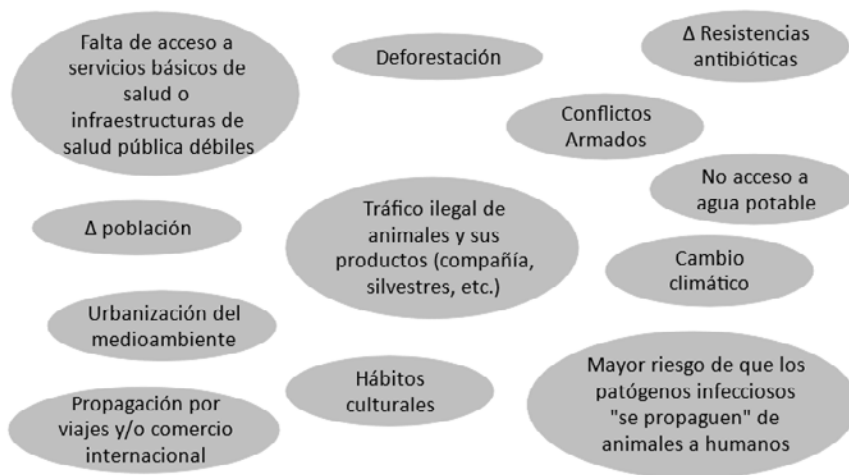 Falta de acceso a
servicios básicos de
salud o
infraestructuras de
salud pública débiles
Deforestación
Δ Resistencias
antibióticas
Conflictos
Armados
No acceso a
agua potable
Δ población
Tráfico ilegal de
animales y sus
productos (compañía,
silvestres, etc.)
Cambio
climático
Urbanización del
medioambiente
Hábitos
culturales
Mayor riesgo de que los
patógenos infecciosos
"se propaguen" de
animales a humanos
Propagación por
viajes y/o comercio
internacional